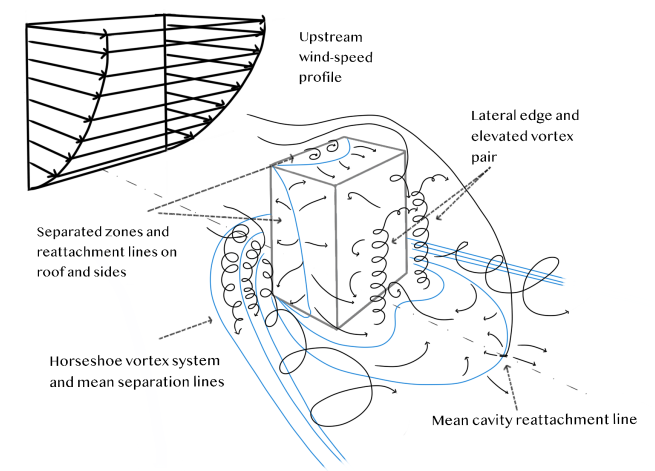 Upstream
wind-speed
profile
Lateral edge and
elevated vortex
pair
Separated zones and
reattachment lines on
roof and sides
Horseshoe vortex system
and mean separation lines
Mean cavity reattachment line